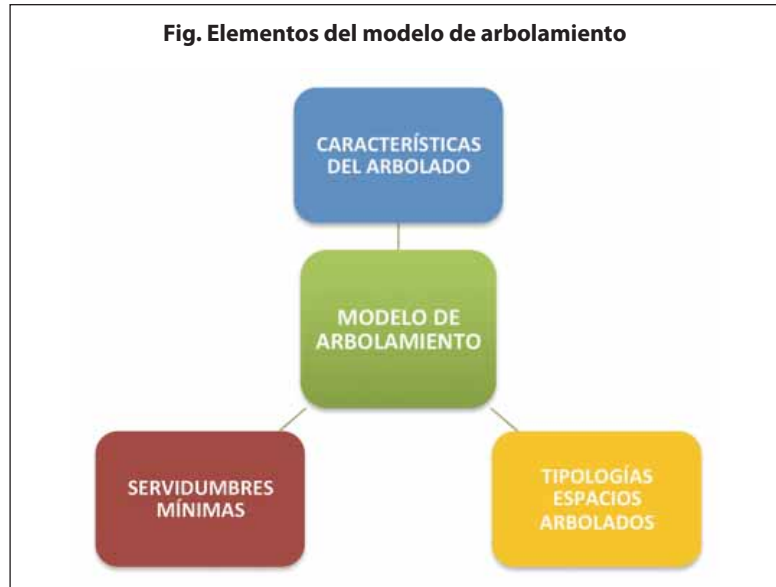 Fig. Elementos del modelo de arbolamiento
CARACTERÍSTICAS
DEL ARBOLADO
MODELO DE
ARBOLAMIENTO
SERVIDUMBRES
MÍNIMAS
TIPOLOGÍAS
ESPACIOS
ARBOLADOS